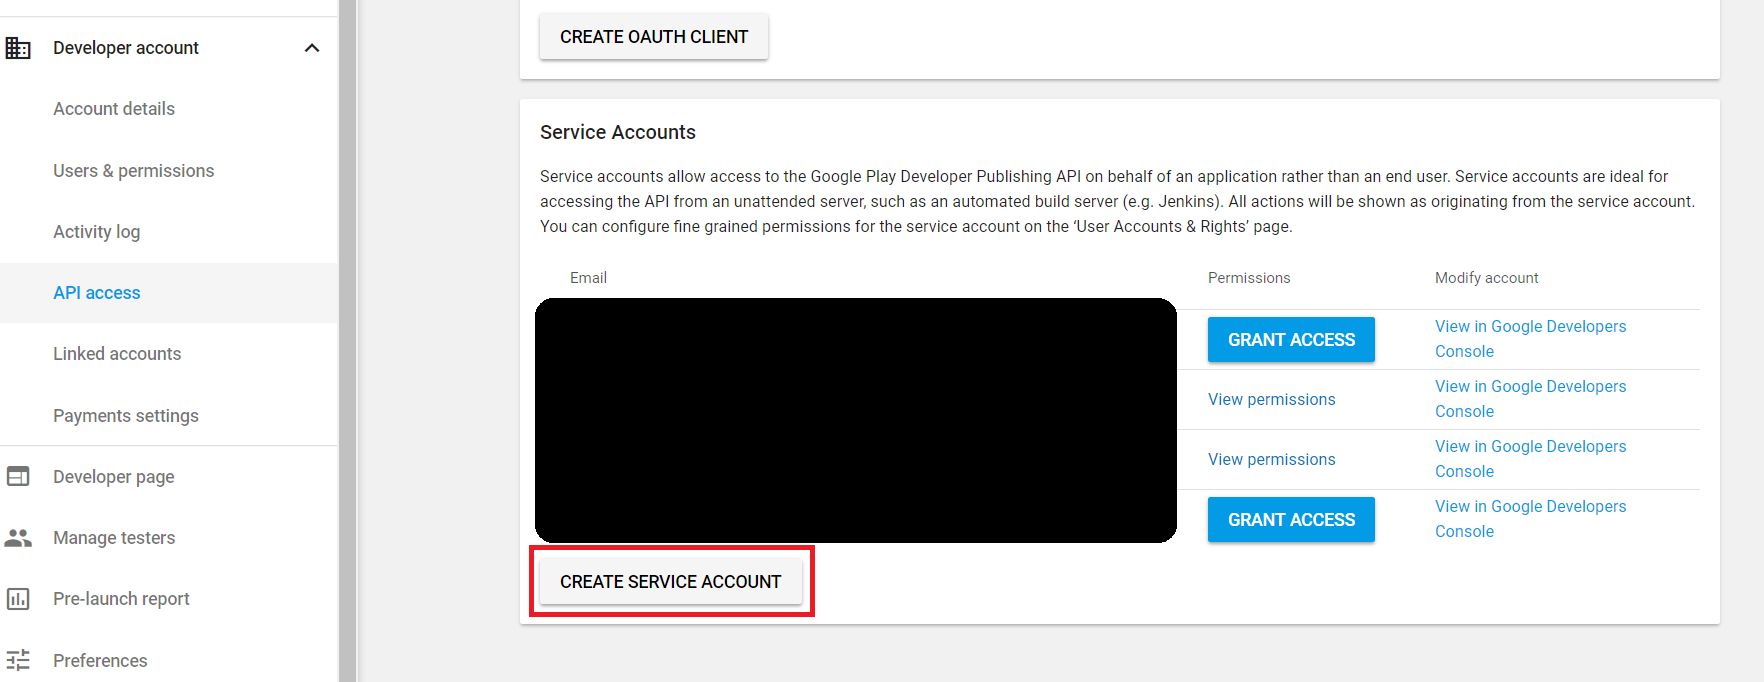 Developer account
Account details
Users & permissions
Activity log
API access
Linked accounts
Payments settings
Developer page
Manage testers
Pre-launch report
Preferences
CREATE OAUTH CLIENT
Service Accounts
Service accounts allow access to the Google Play Developer Publishing API on behalf of an application rather than an end user. Service accounts are ideal for
accessing the API from an unattended server, such as an automated build server (e.g. Jenkins). All actions will be shown as originating from the service account.
You can configure fine grained permissions for the service account on the ‘User Accounts & Rights’ page.
Email Permissions Modify account
GRANT ACCESS View in Google Developers
Console
View permissions View in Google Developers
Console
View permissions View in Google Developers
Console
GRANT ACCESS View in Google Developers
Console
CREATE SERVICE ACCOUNT